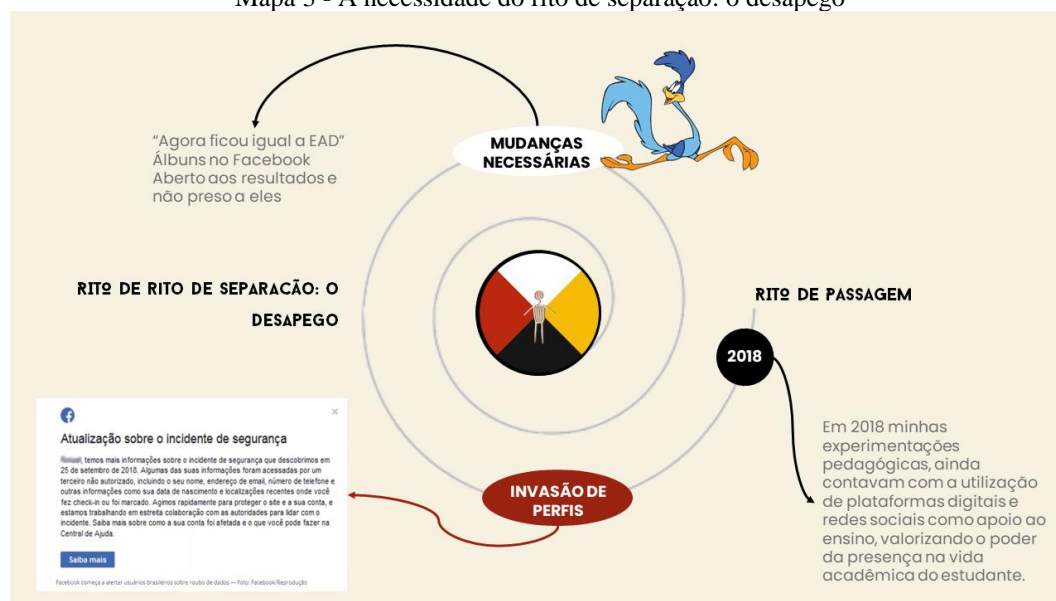 Mapa 3 - A necessidade do rito de separação: o desapego
"Agora ficou igual a EAD"
Álbuns no Facebook
Aberto aos resultados e
não preso a eles
MUDANÇAS
NECESSÁRIAS
RITO DE RITO DE SEPARAÇÃO: O
DESAPEGO
RITO DE PASSAGEM
2018
Em 2018 minhas
experimentações
pedagógicas, ainda
contavam com a utilização
de plataformas digitais e
redes sociais como apoio ao
ensino, valorizando o poder
da presença na vida
acadêmica do estudante.
INVASÃO DE
PERFIS
Atualização sobre o incidente de segurança
temos mais informações sobre o incidente de segurança que descobrimos em
25 de setembro de 2018. Algumas das suas informações foram acessadas por um
terceiro não autorizado, incluindo o seu nome, endereço de email, número de telefone e
outras informações como sua data de nascimento e localizações recentes onde você
fez check-in ou foi marcado. Agimos rapidamente para proteger o site e a sua conta, e
estamos trabalhando em estreita colaboração com as autoridades para lidar com o
incidente. Saiba mais sobre como a sua conta foi afetada e o que você pode fazer na
Central de Ajuda.
Saiba mais
Facebook começa a alertar usuários brasileiros sobre roubo de dados — Foto: Facebook/Reprodução